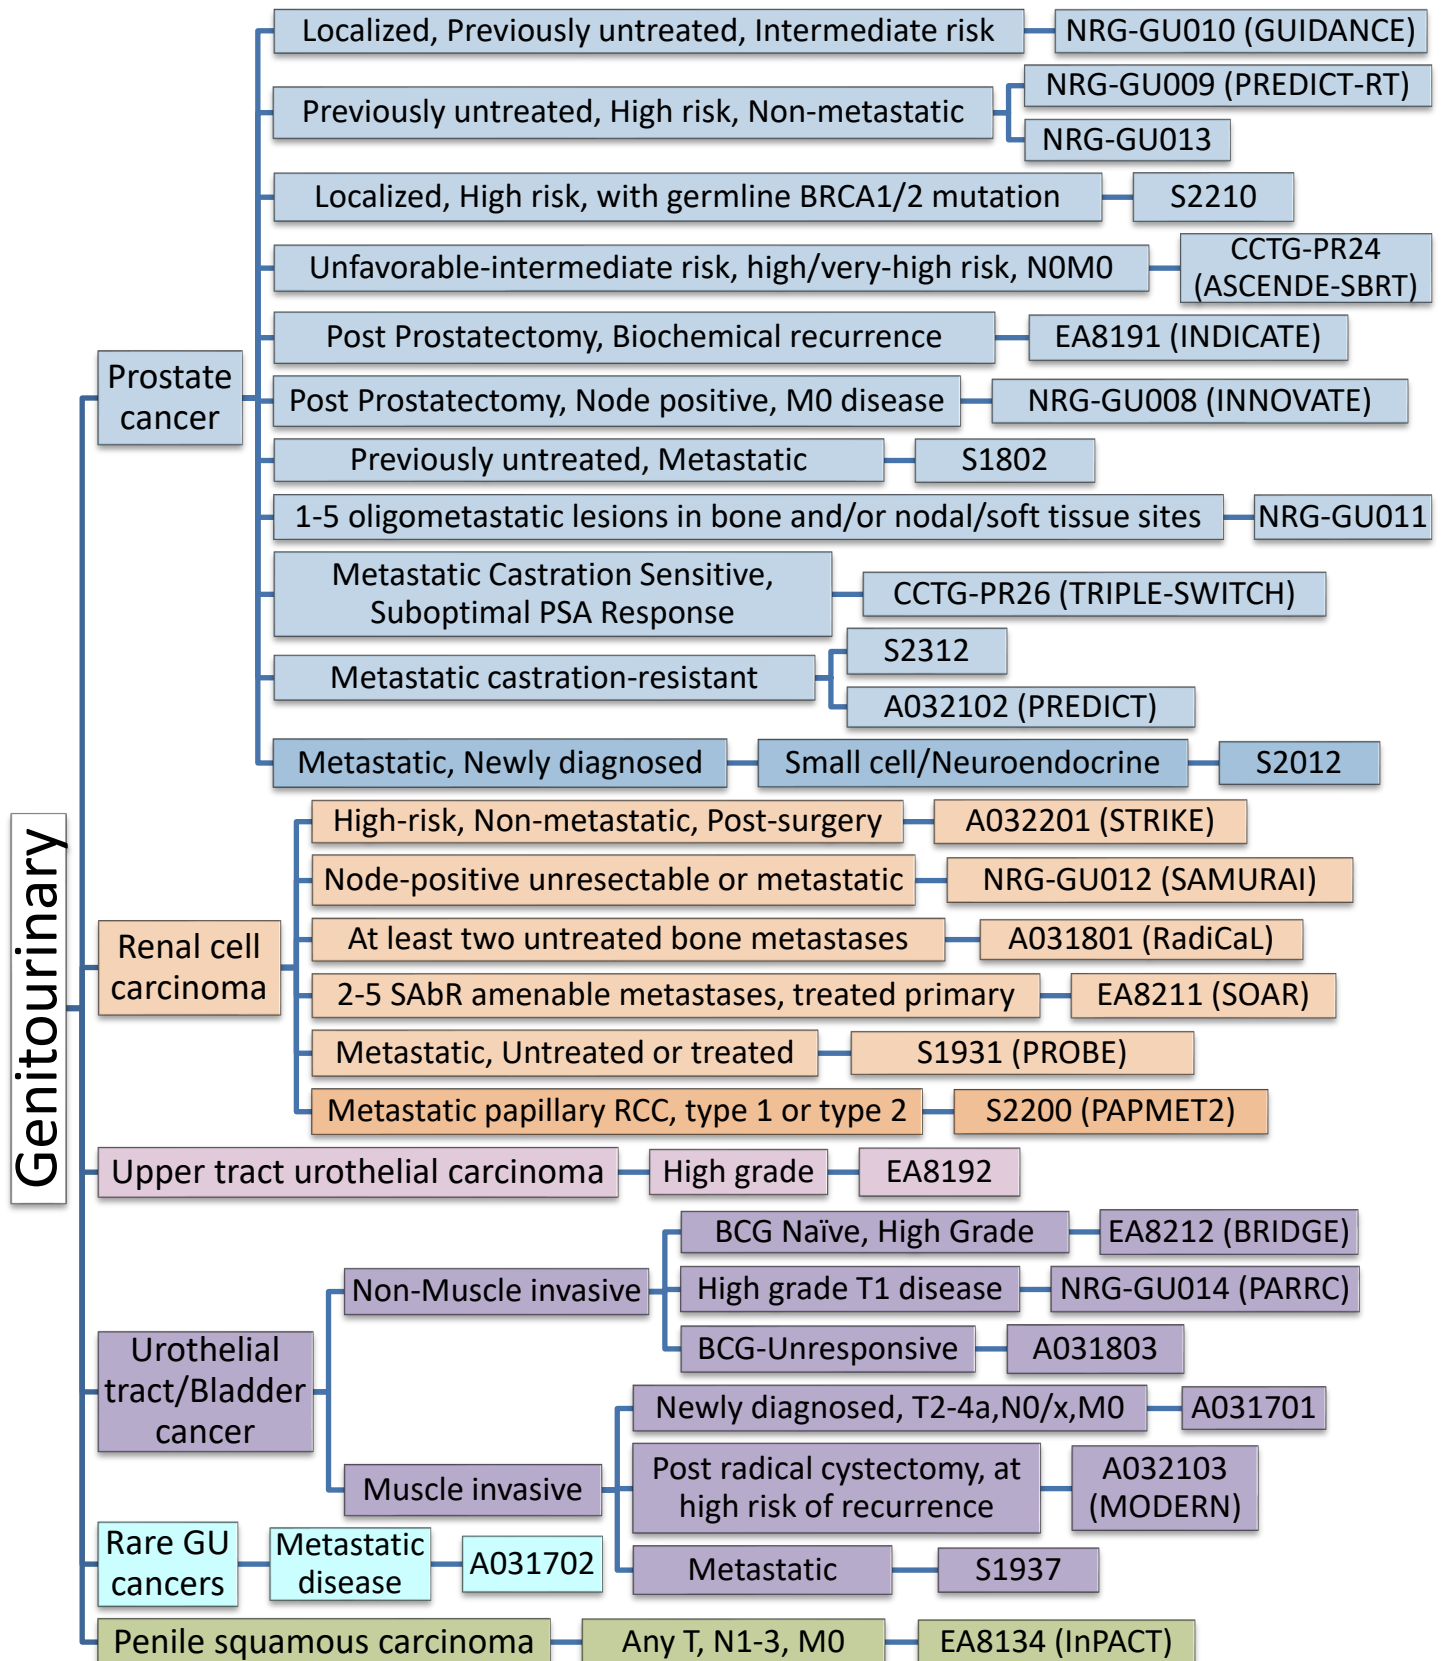 Genitourinary
Prostate
cancer
Localized, Previously untreated, Intermediate risk
NRG-GU010 (GUIDANCE)
Previously untreated, High risk, Non-metastatic
NRG-GU009 (PREDICT-RT)
NRG-GU013
Localized, High risk, with germline BRCA1/2 mutation
S2210
Unfavorable-intermediate risk, high/very-high risk, N0M0
CCTG-PR24
(ASCENDE-SBRT)
Post Prostatectomy, Biochemical recurrence
EA8191 (INDICATE)
Post Prostatectomy, Node positive, M0 disease
NRG-GU008 (INNOVATE)
Previously untreated, Metastatic
S1802
1-5 oligometastatic lesions in bone and/or nodal/soft tissue sites
NRG-GU011
Metastatic Castration Sensitive,
Suboptimal PSA Response
CCTG-PR26 (TRIPLE-SWITCH)
Metastatic castration-resistant
S2312
A032102 (PREDICT)
Metastatic, Newly diagnosed
Small cell/Neuroendocrine
S2012
Renal cell
carcinoma
High-risk, Non-metastatic, Post-surgery
A032201 (STRIKE)
Node-positive unresectable or metastatic
NRG-GU012 (SAMURAI)
At least two untreated bone metastases
A031801 (RadiCaL)
2-5 SAbR amenable metastases, treated primary
EA8211 (SOAR)
Metastatic, Untreated or treated
S1931 (PROBE)
Metastatic papillary RCC, type 1 or type 2
S2200 (PAPMET2)
Upper tract urothelial carcinoma
High grade
EA8192
Urothelial
tract/Bladder
cancer
Non-Muscle invasive
BCG Naïve, High Grade
EA8212 (BRIDGE)
High grade T1 disease
NRG-GU014 (PARRC)
BCG-Unresponsive
A031803
Muscle invasive
Newly diagnosed, T2-4a,N0/x,M0
A031701
Post radical cystectomy, at
high risk of recurrence
A032103
(MODERN)
Metastatic
S1937
Rare GU
cancers
Metastatic
disease
A031702
Penile squamous carcinoma
Any T, N1-3, M0
EA8134 (InPACT)